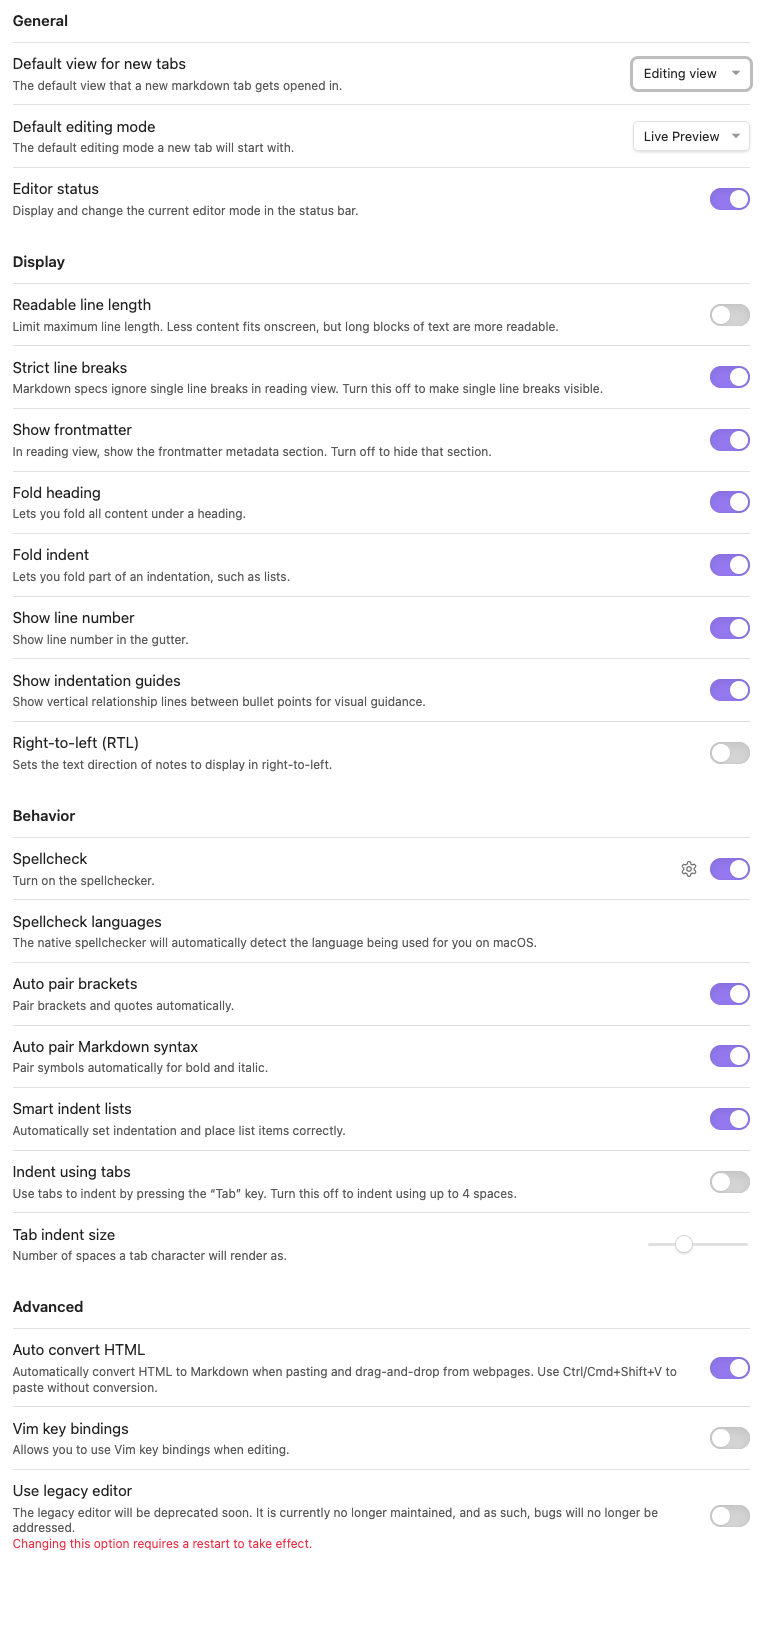 General
Default view for new tabs
The default view that a new markdown tab gets opened in.
Editing view
Default editing mode
The default editing mode a new tab will start with.
Live Preview
Editor status
Display and change the current editor mode in the status bar.
Display
Readable line length
Limit maximum line length. Less content fits onscreen, but long blocks of text are more readable.
Strict line breaks
Markdown specs ignore single line breaks in reading view. Turn this off to make single line breaks visible.
Show frontmatter
In reading view, show the frontmatter metadata section. Turn off to hide that section.
Fold heading
Lets you fold all content under a heading.
Fold indent
Lets you fold part of an indentation, such as lists.
Show line number
Show line number in the gutter.
Show indentation guides
Show vertical relationship lines between bullet points for visual guidance.
Right-to-left (RTL)
Sets the text direction of notes to display in right-to-left.
Behavior
Spellcheck
Turn on the spellchecker.
Spellcheck languages
The native spellchecker will automatically detect the language being used for you on macOS.
Auto pair brackets
Pair brackets and quotes automatically.
Auto pair Markdown syntax
Pair symbols automatically for bold and italic.
Smart indent lists
Automatically set indentation and place list items correctly.
Indent using tabs
Use tabs to indent by pressing the “Tab” key. Turn this off to indent using up to 4 spaces.
Tab indent size
Number of spaces a tab character will render as.
Advanced
Auto convert HTML
Automatically convert HTML to Markdown when pasting and drag-and-drop from webpages. Use Ctrl/Cmd+Shift+V to
paste without conversion.
Vim key bindings
Allows you to use Vim key bindings when editing.
Use legacy editor
The legacy editor will be deprecated soon. It is currently no longer maintained, and as such, bugs will no longer be
addressed.
Changing this option requires a restart to take effect.